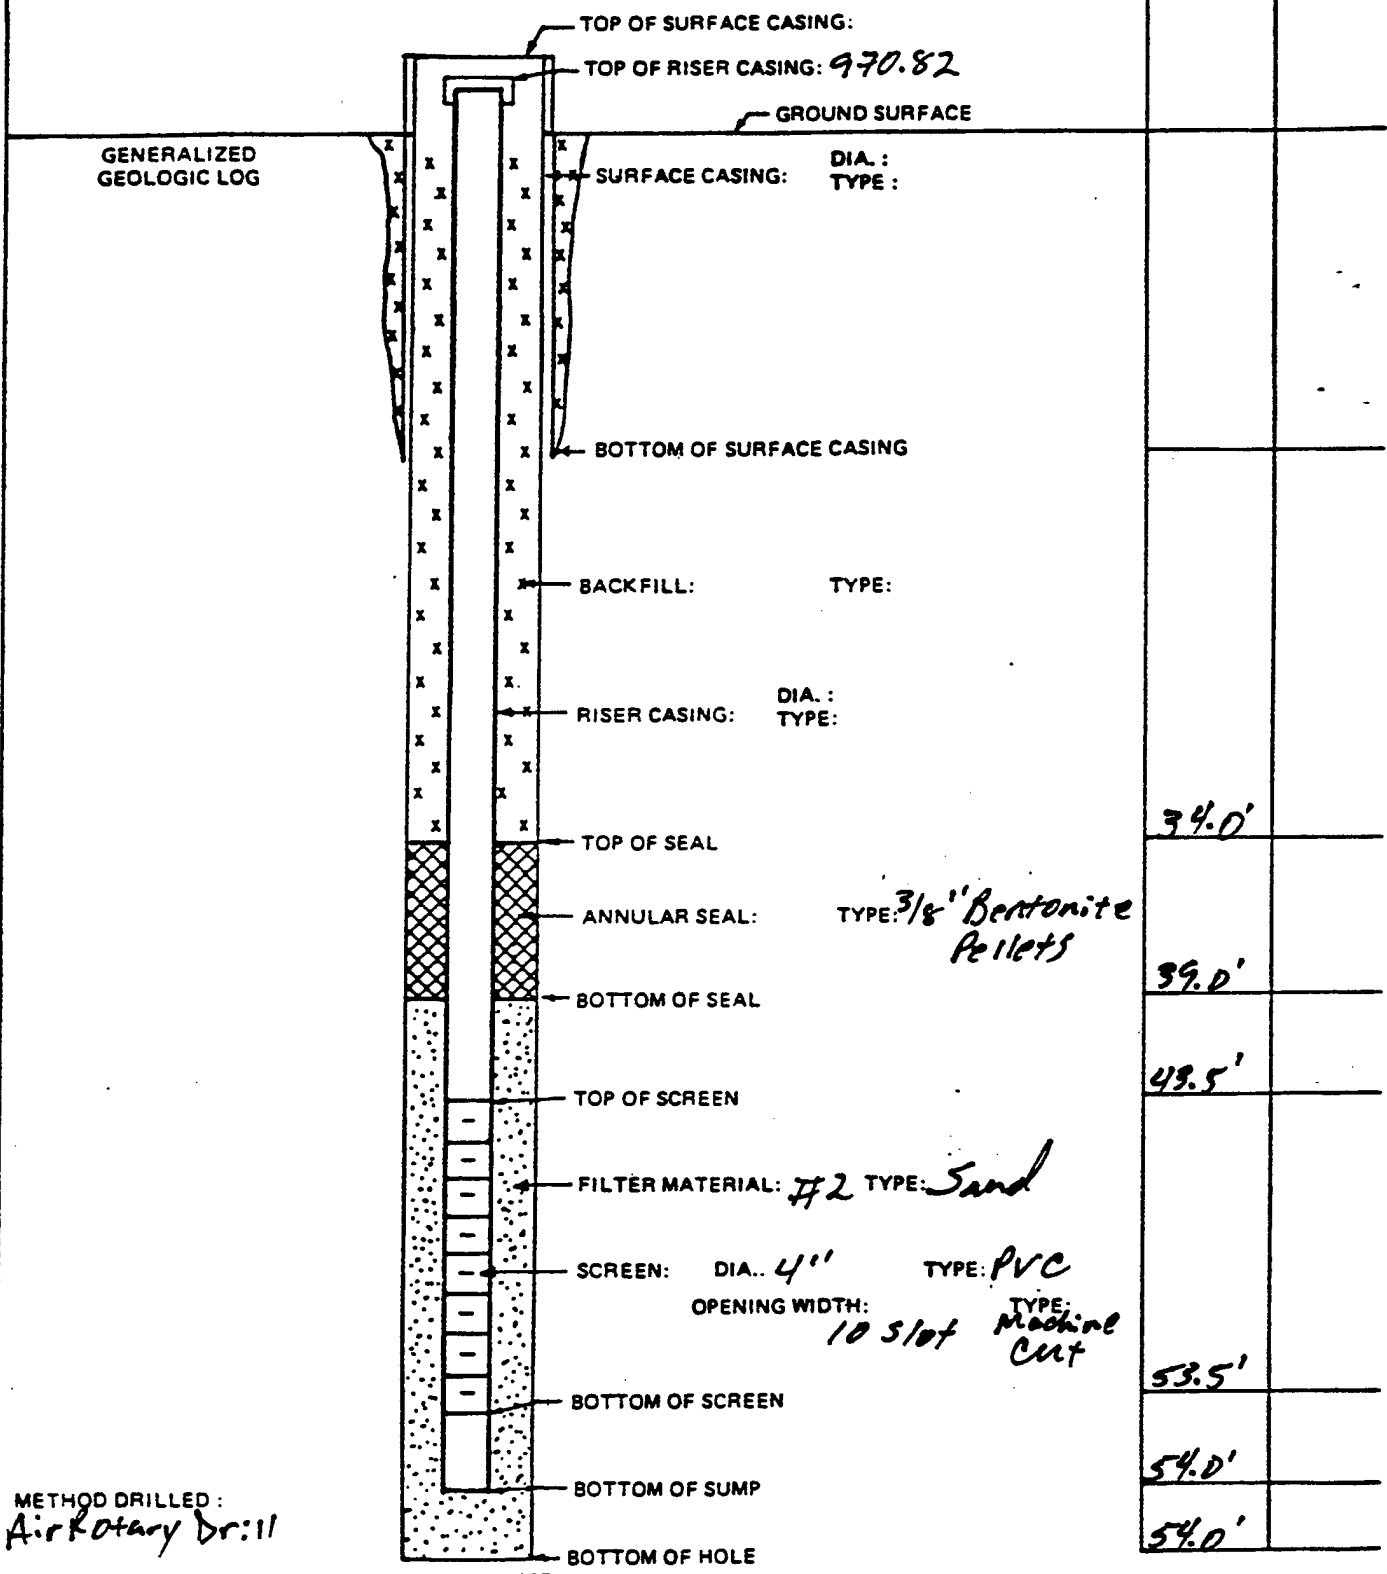 TOP OF SURFACE CASING:
TOP OF RISER CASING: 970.82
GROUND SURFACE
GENERALIZED
GEOLOGIC LOG
SURFACE CASING: DIA. :
TYPE :
BOTTOM OF SURFACE CASING
BACKFILL: TYPE:
RISER CASING: DIA. :
TYPE:
34.0'
TOP OF SEAL
ANNULAR SEAL: TYPE: 3/8" Bentonite
Pellets
39.0'
BOTTOM OF SEAL
43.5'
TOP OF SCREEN
FILTER MATERIAL: #2 TYPE: Sand
SCREEN: DIA.. 4" TYPE: PVC
OPENING WIDTH: TYPE:
10 Slot Machine
Cut
53.5'
BOTTOM OF SCREEN
54.0'
BOTTOM OF SUMP
METHOD DRILLED :
Air Rotary Drill
54.0'
BOTTOM OF HOLE